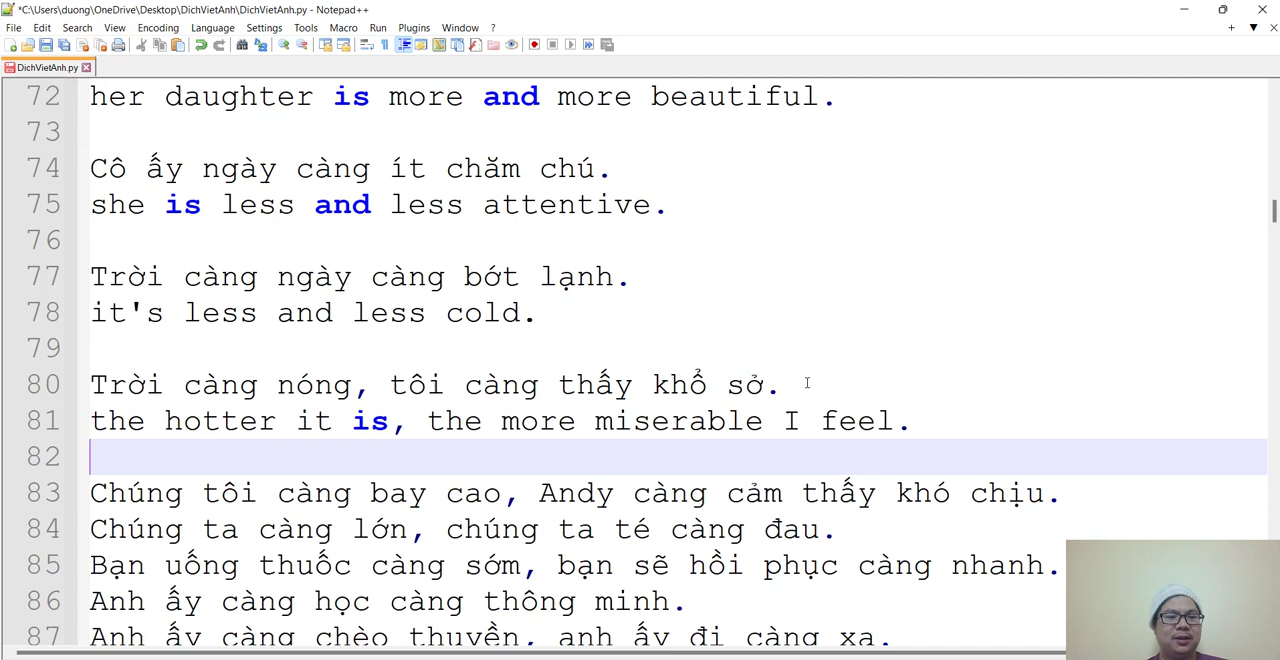 *C:\Users\duong\OneDrive\Desktop\DichVietAnh\DichVietAnh.py - Notepad++
File Edit Search View Encoding Language Settings Tools Macro Run Plugins Window ?
DichVietAnh.py
72 her daughter is more and more beautiful.
73
74 Cô ấy ngày càng ít chăm chú.
75 she is less and less attentive.
76
77 Trời càng ngày càng bớt lạnh.
78 it's less and less cold.
79
80 Trời càng nóng, tôi càng thấy khổ sở.
81 the hotter it is, the more miserable I feel.
82
83 Chúng tôi càng bay cao, Andy càng cảm thấy khó chịu.
84 Chúng ta càng lớn, chúng ta té càng đau.
85 Bạn uống thuốc càng sớm, bạn sẽ hồi phục càng nhanh.
86 Anh ấy càng học càng thông minh.
87 Anh ấy càng chèo thuyền, anh ấy đi càng xa.